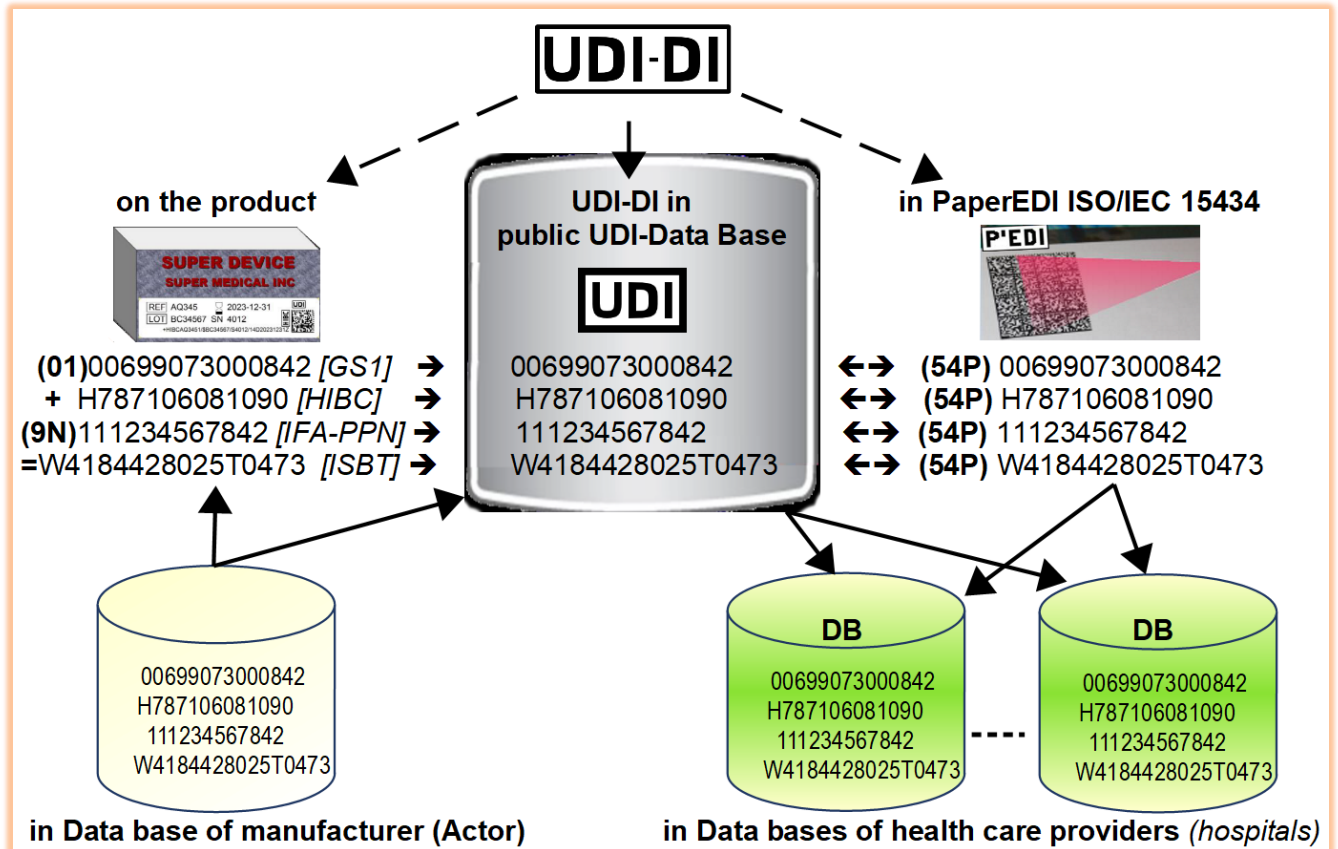 UDI-DI
on the product
SUPER DEVICE
SUPER MEDICAL INC
REF AQ345 2023-12-31 UDI
LOT BC34567 SN 4012
HIBC
UDI-DI in
public UDI-Data Base
UDI
in PaperEDI ISO/IEC 15434
P'EDI
(01)00699073000842 [GS1] ➔ 00699073000842 ←→ (54P) 00699073000842
+ H787106081090 [HIBC] ➔ H787106081090 ←→ (54P) H787106081090
(9N)111234567842 [IFA-PPN] ➔ 111234567842 ←→ (54P) 111234567842
=W4184428025T0473 [ISBT] ➔ W4184428025T0473 ←→ (54P) W4184428025T0473
00699073000842
H787106081090
111234567842
W4184428025T0473
in Data base of manufacturer (Actor)
DB
00699073000842
H787106081090
111234567842
W4184428025T0473
DB
00699073000842
H787106081090
111234567842
W4184428025T0473
in Data bases of health care providers (hospitals)